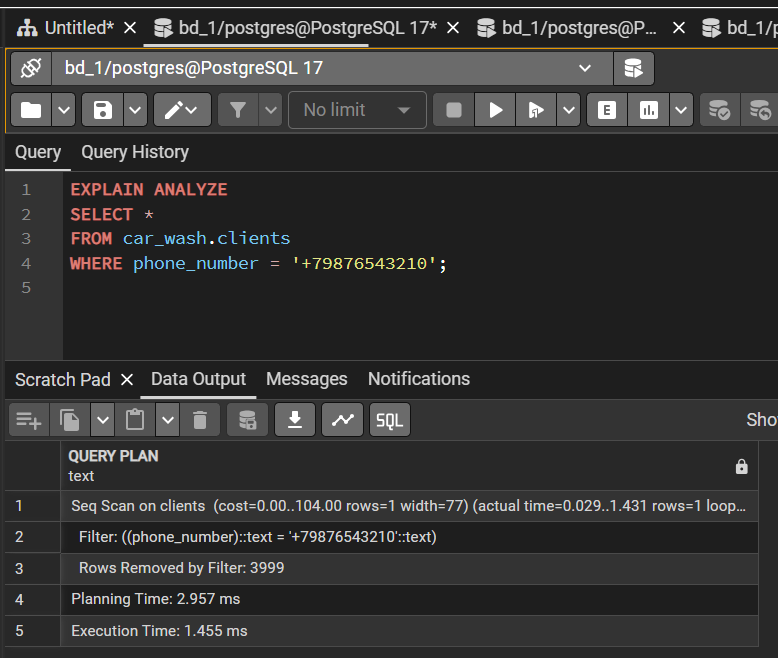 Untitled* bd_1/postgres@PostgreSQL 17* bd_1/postgres@P... bd_1/p
bd_1/postgres@PostgreSQL 17
No limit E
Query Query History
1 EXPLAIN ANALYZE
2 SELECT *
3 FROM car_wash.clients
4 WHERE phone_number = '+79876543210';
5
Scratch Pad Data Output Messages Notifications
SQL Sho
QUERY PLAN
text
1 Seq Scan on clients (cost=0.00..104.00 rows=1 width=77) (actual time=0.029..1.431 rows=1 loop...
2 Filter: ((phone_number)::text = '+79876543210'::text)
3 Rows Removed by Filter: 3999
4 Planning Time: 2.957 ms
5 Execution Time: 1.455 ms